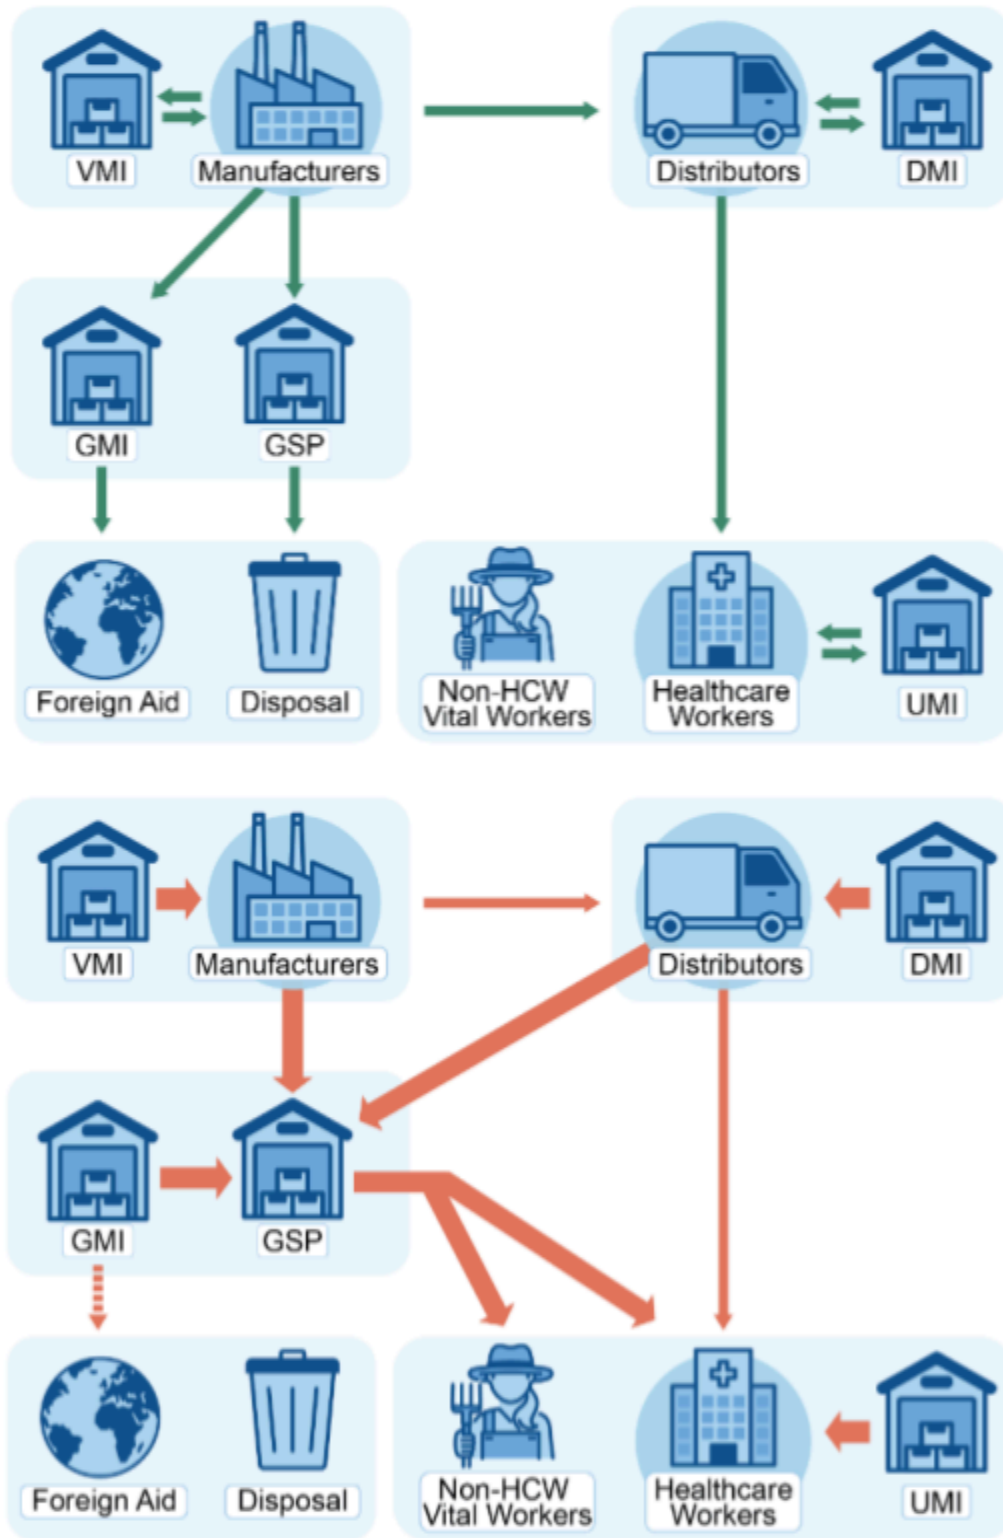 VMI
Manufacturers
Distributors
DMI
GMI
GSP
Foreign Aid
Disposal
Non-HCW
Vital Workers
Healthcare
Workers
UMI
VMI
Manufacturers
Distributors
DMI
GMI
GSP
Foreign Aid
Disposal
Non-HCW
Vital Workers
Healthcare
Workers
UMI